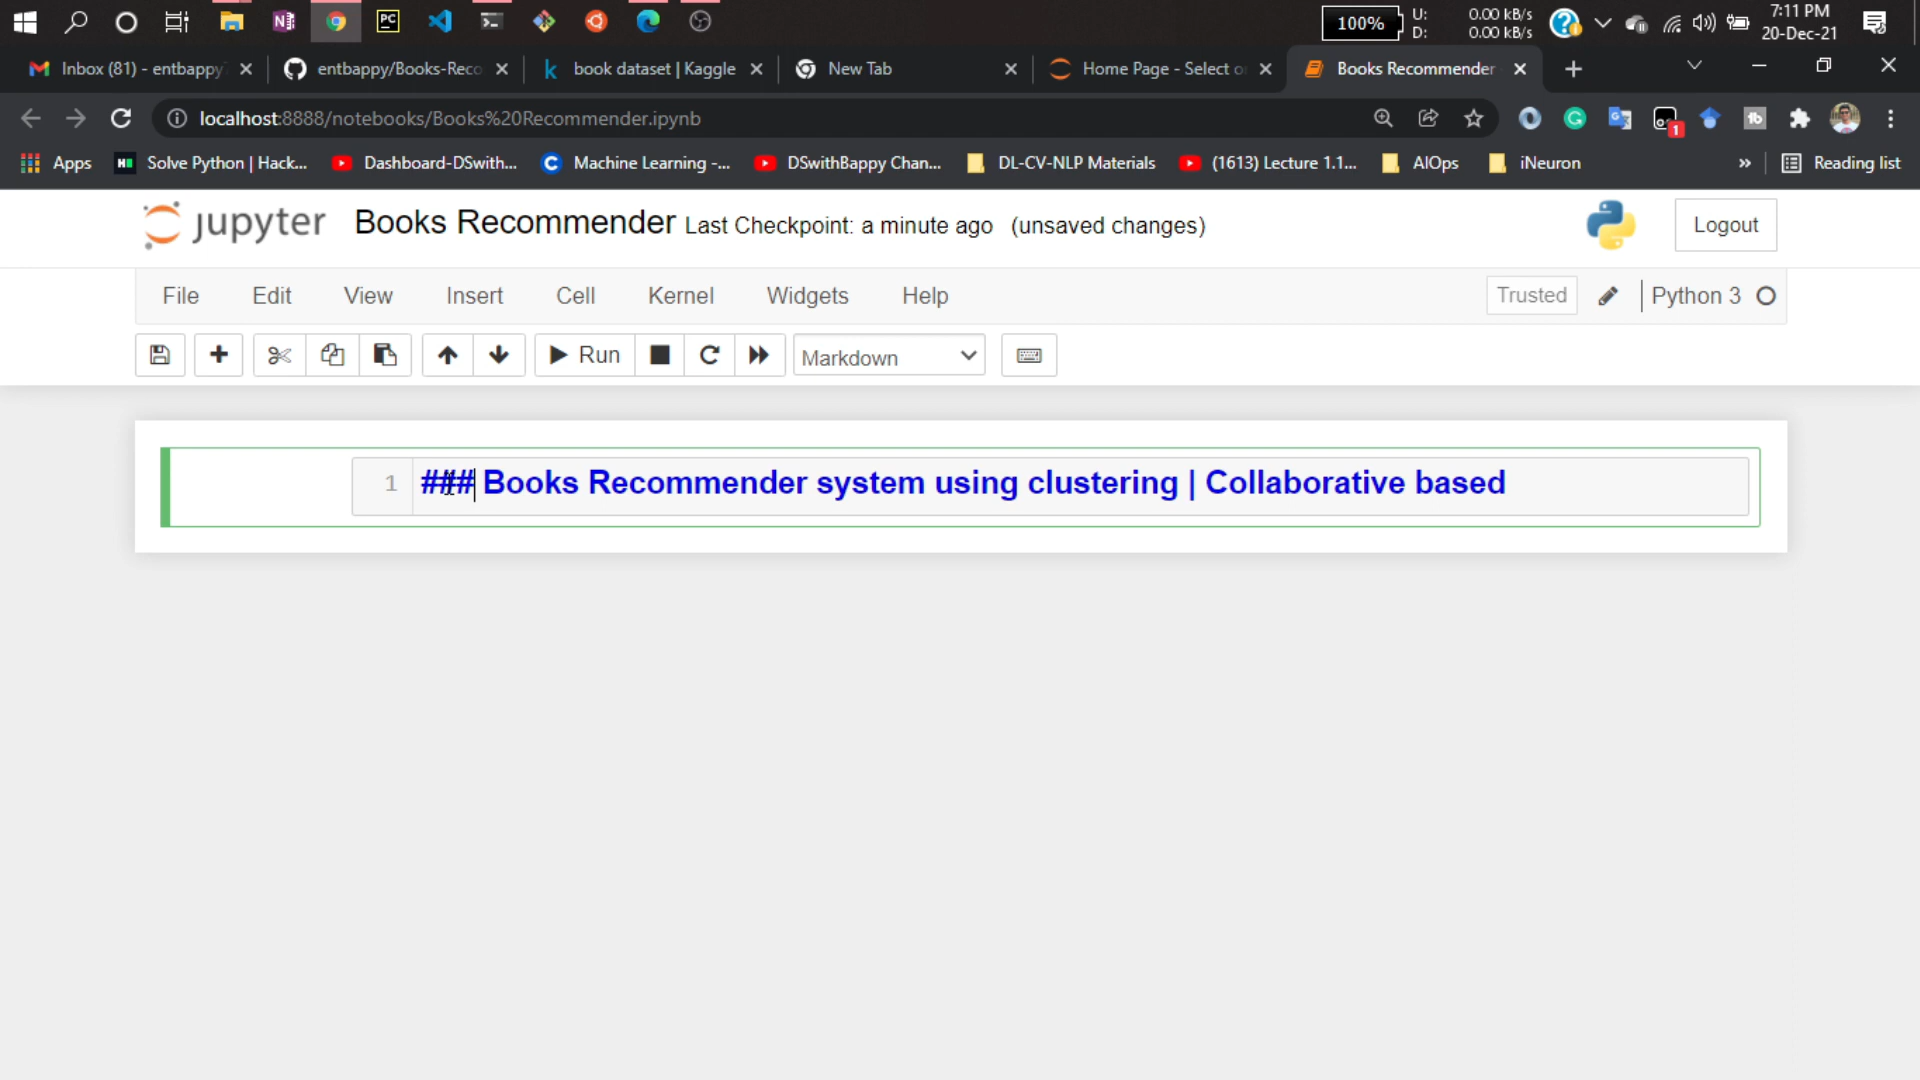 PC
100%
U: 0.00 kB/s
D: 0.00 kB/s
7:11 PM
20-Dec-21
Inbox (81) - entbappy
entbappy/Books-Reco
k book dataset | Kaggle
New Tab
Home Page - Select o
Books Recommender
localhost:8888/notebooks/Books%20Recommender.ipynb
1
Apps
Solve Python | Hack...
Dashboard-DSwith...
Machine Learning -...
DSwithBappy Chan...
DL-CV-NLP Materials
(1613) Lecture 1.1...
AIOps
iNeuron
»
Reading list
jupyter Books Recommender Last Checkpoint: a minute ago (unsaved changes)
Logout
File Edit View Insert Cell Kernel Widgets Help
Trusted
Python 3
Run
Markdown
1 ### Books Recommender system using clustering | Collaborative based